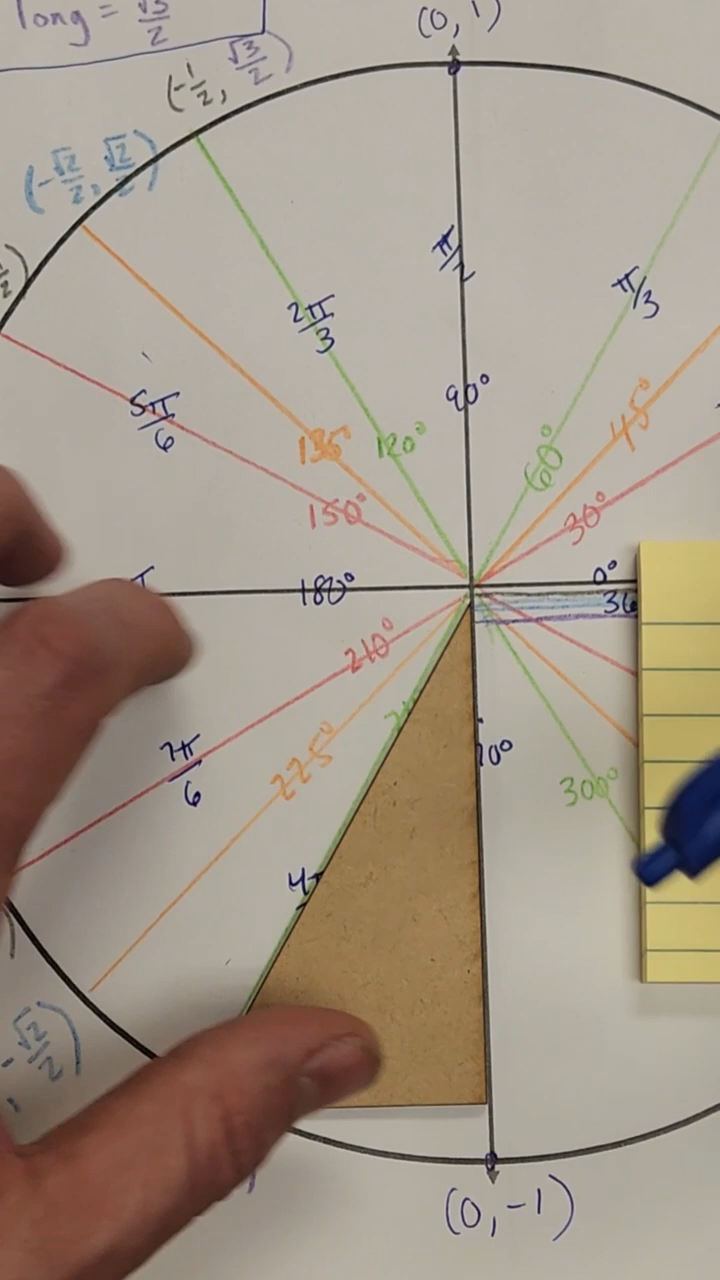 long = √3/2
(0, 1)
(-1/2, √3/2)
(-√2/2, √2/2)
π/2
π/3
2π/3
5π/6
90°
45°
135°
120°
60°
150°
30°
180°
0°
36
210°
225°
7π/6
300°
(0, -1)